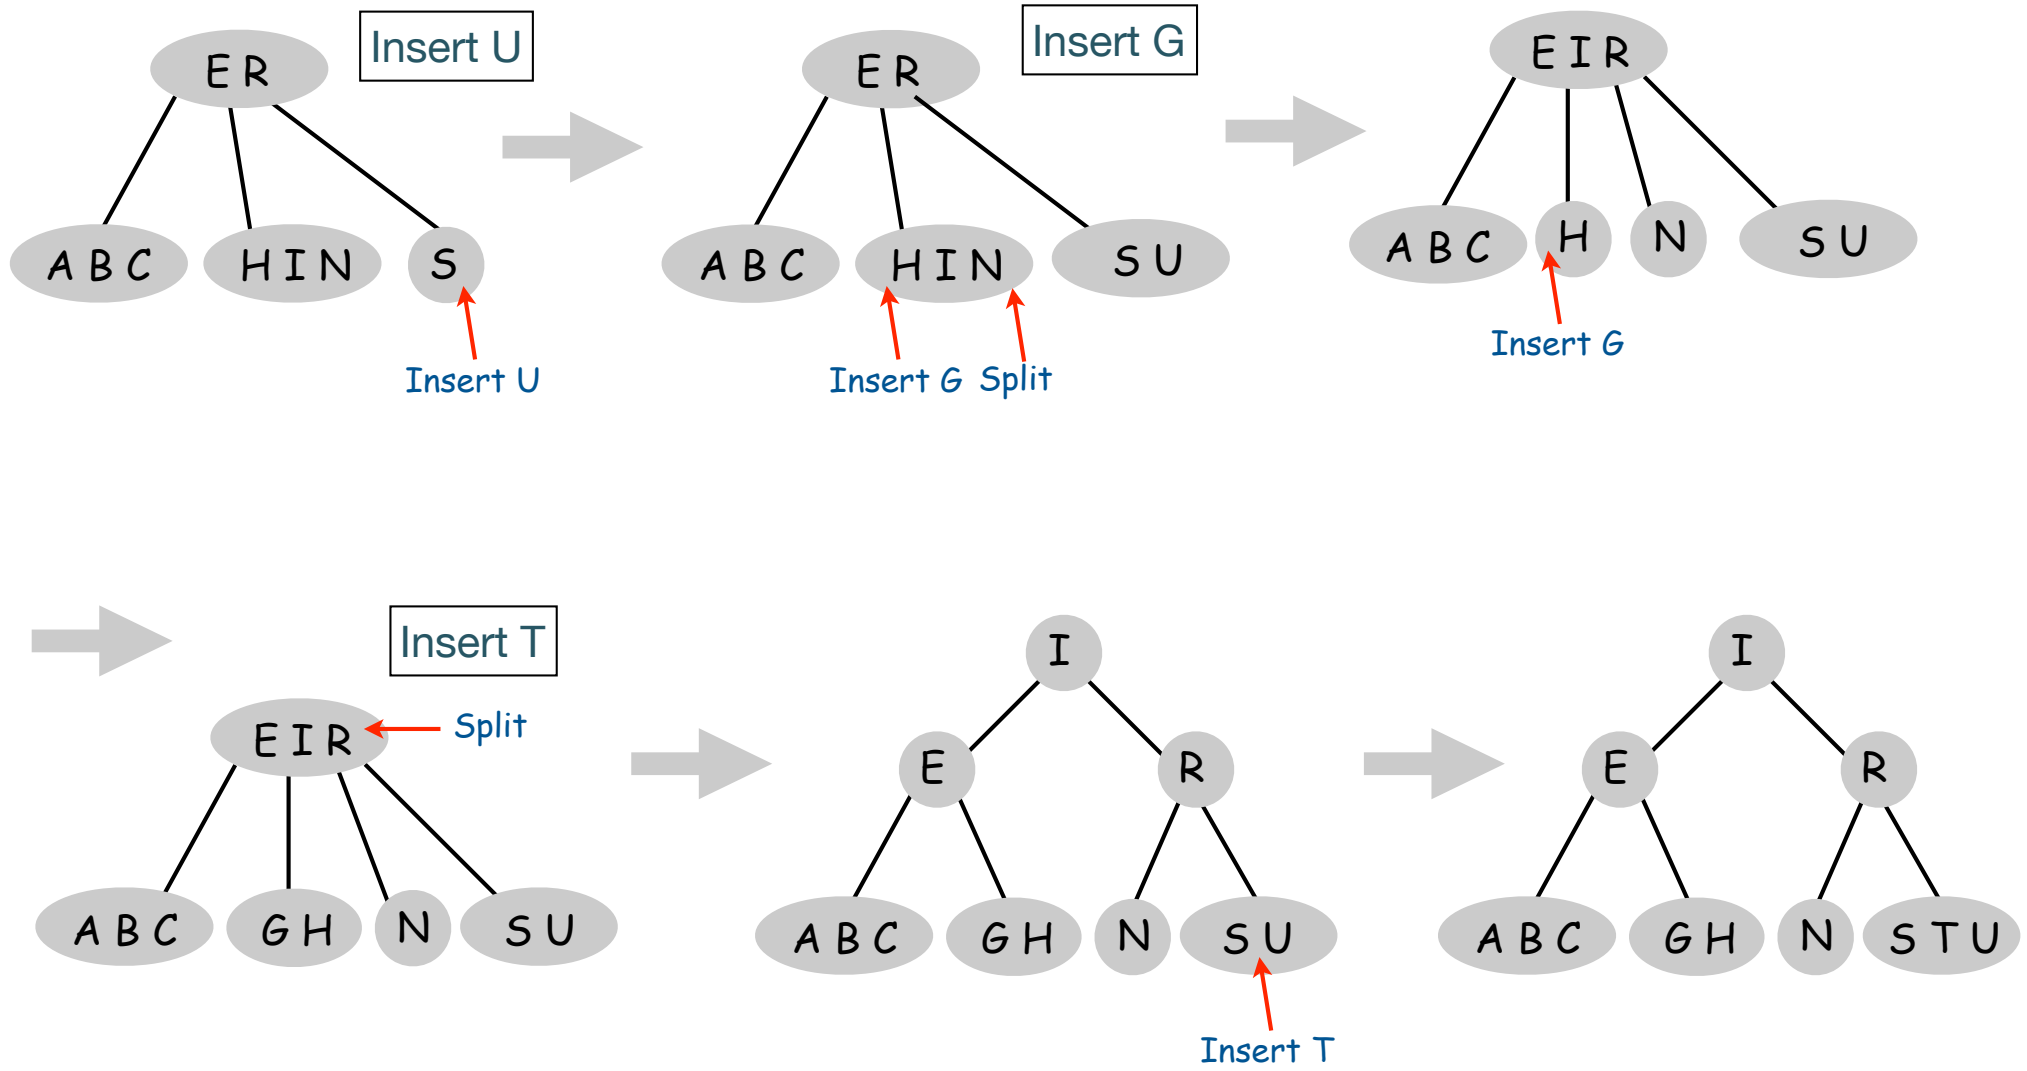 E R
Insert U
A B C
H I N
S
Insert U
E R
Insert G
A B C
H I N
S U
Insert G
Split
E I R
A B C
H
N
S U
Insert G
Insert T
E I R
Split
A B C
G H
N
S U
I
E
R
A B C
G H
N
S U
Insert T
I
E
R
A B C
G H
N
S T U